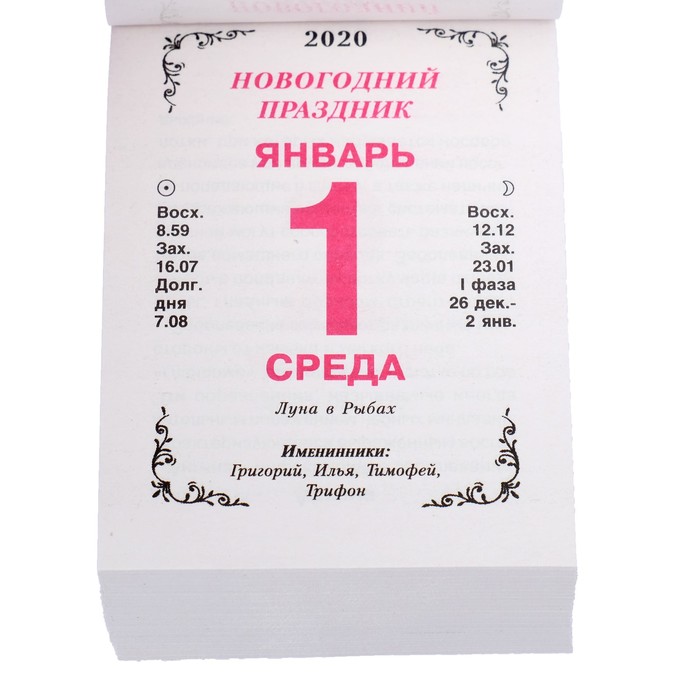 2020
НОВОГОДНИЙ
ПРАЗДНИК
ЯНВАРЬ
1
Восх.
8.59
Зах.
16.07
Долг.
дня
7.08
Восх.
12.12
Зах.
23.01
I фаза
26 дек.-
2 янв.
СРЕДА
Луна в Рыбах
Именинники:
Григорий, Илья, Тимофей,
Трифон